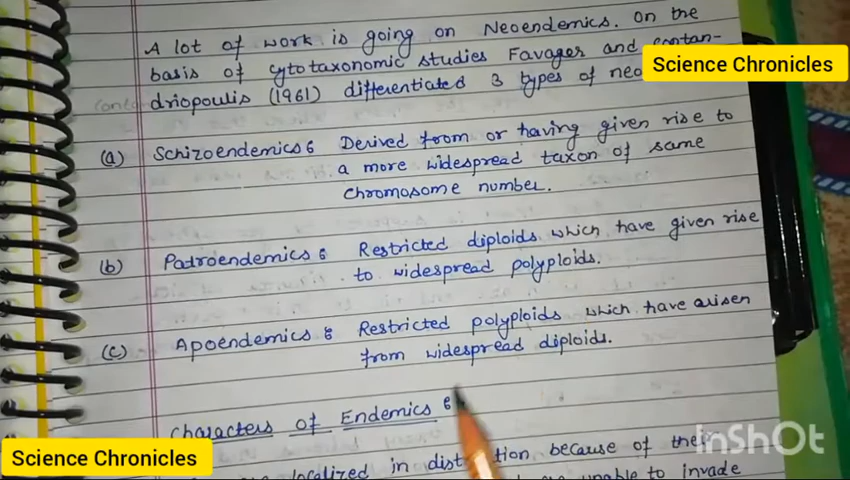 A lot of work is going on Neoendemics. On the
basis of cytotaxonomic studies Favager and contan-
driopoulis (1961) differentiated 3 types of neo
Science Chronicles
(a) Schizoendemics : Derived from or having given rise to
a more widespread taxon of same
chromosome number.
(b) Patroendemics : Restricted diploids which have given rise
to widespread polyploids.
(c) Apoendemics : Restricted polyploids which have arisen
from widespread diploids.
Characters of Endemics :
InShOt
Science Chronicles
localized in because of their
unable to invade